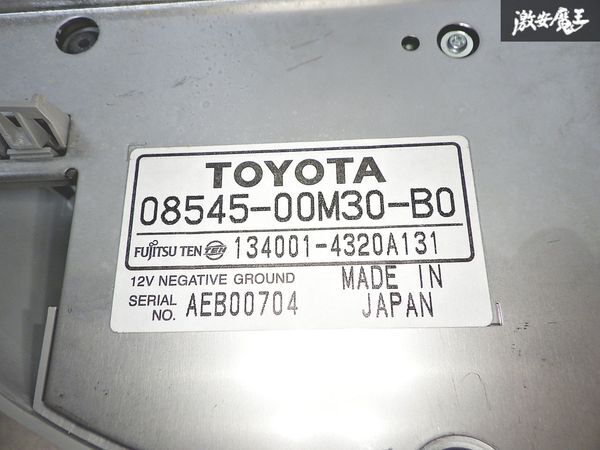 激安魔王
TOYOTA
08545-00M30-B0
FUJITSU TEN TEN 134001-4320A131
12V NEGATIVE GROUND
SERIAL NO. AEB00704
MADE IN JAPAN